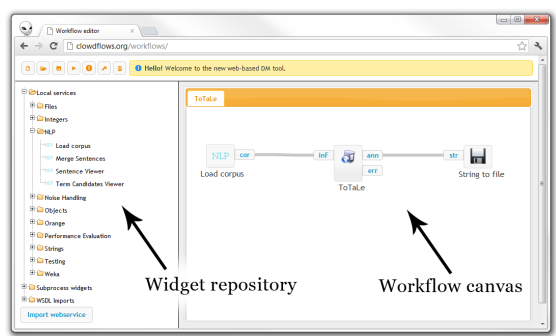 Workflow editor
clowdflows.org/workflows/
Hello! Welcome to the new web-based DM tool.
Local services
Files
Integers
NLP
Load corpus
Merge Sentences
Sentence Viewer
Term Candidates Viewer
Noise Handling
Objects
Orange
Performance Evaluation
Strings
Testing
Weka
Subprocess widgets
WSDL Imports
Import webservice
ToTaLe
NLP cor
Load corpus
inF ann
err
ToTaLe
str
String to file
Widget repository
Workflow canvas